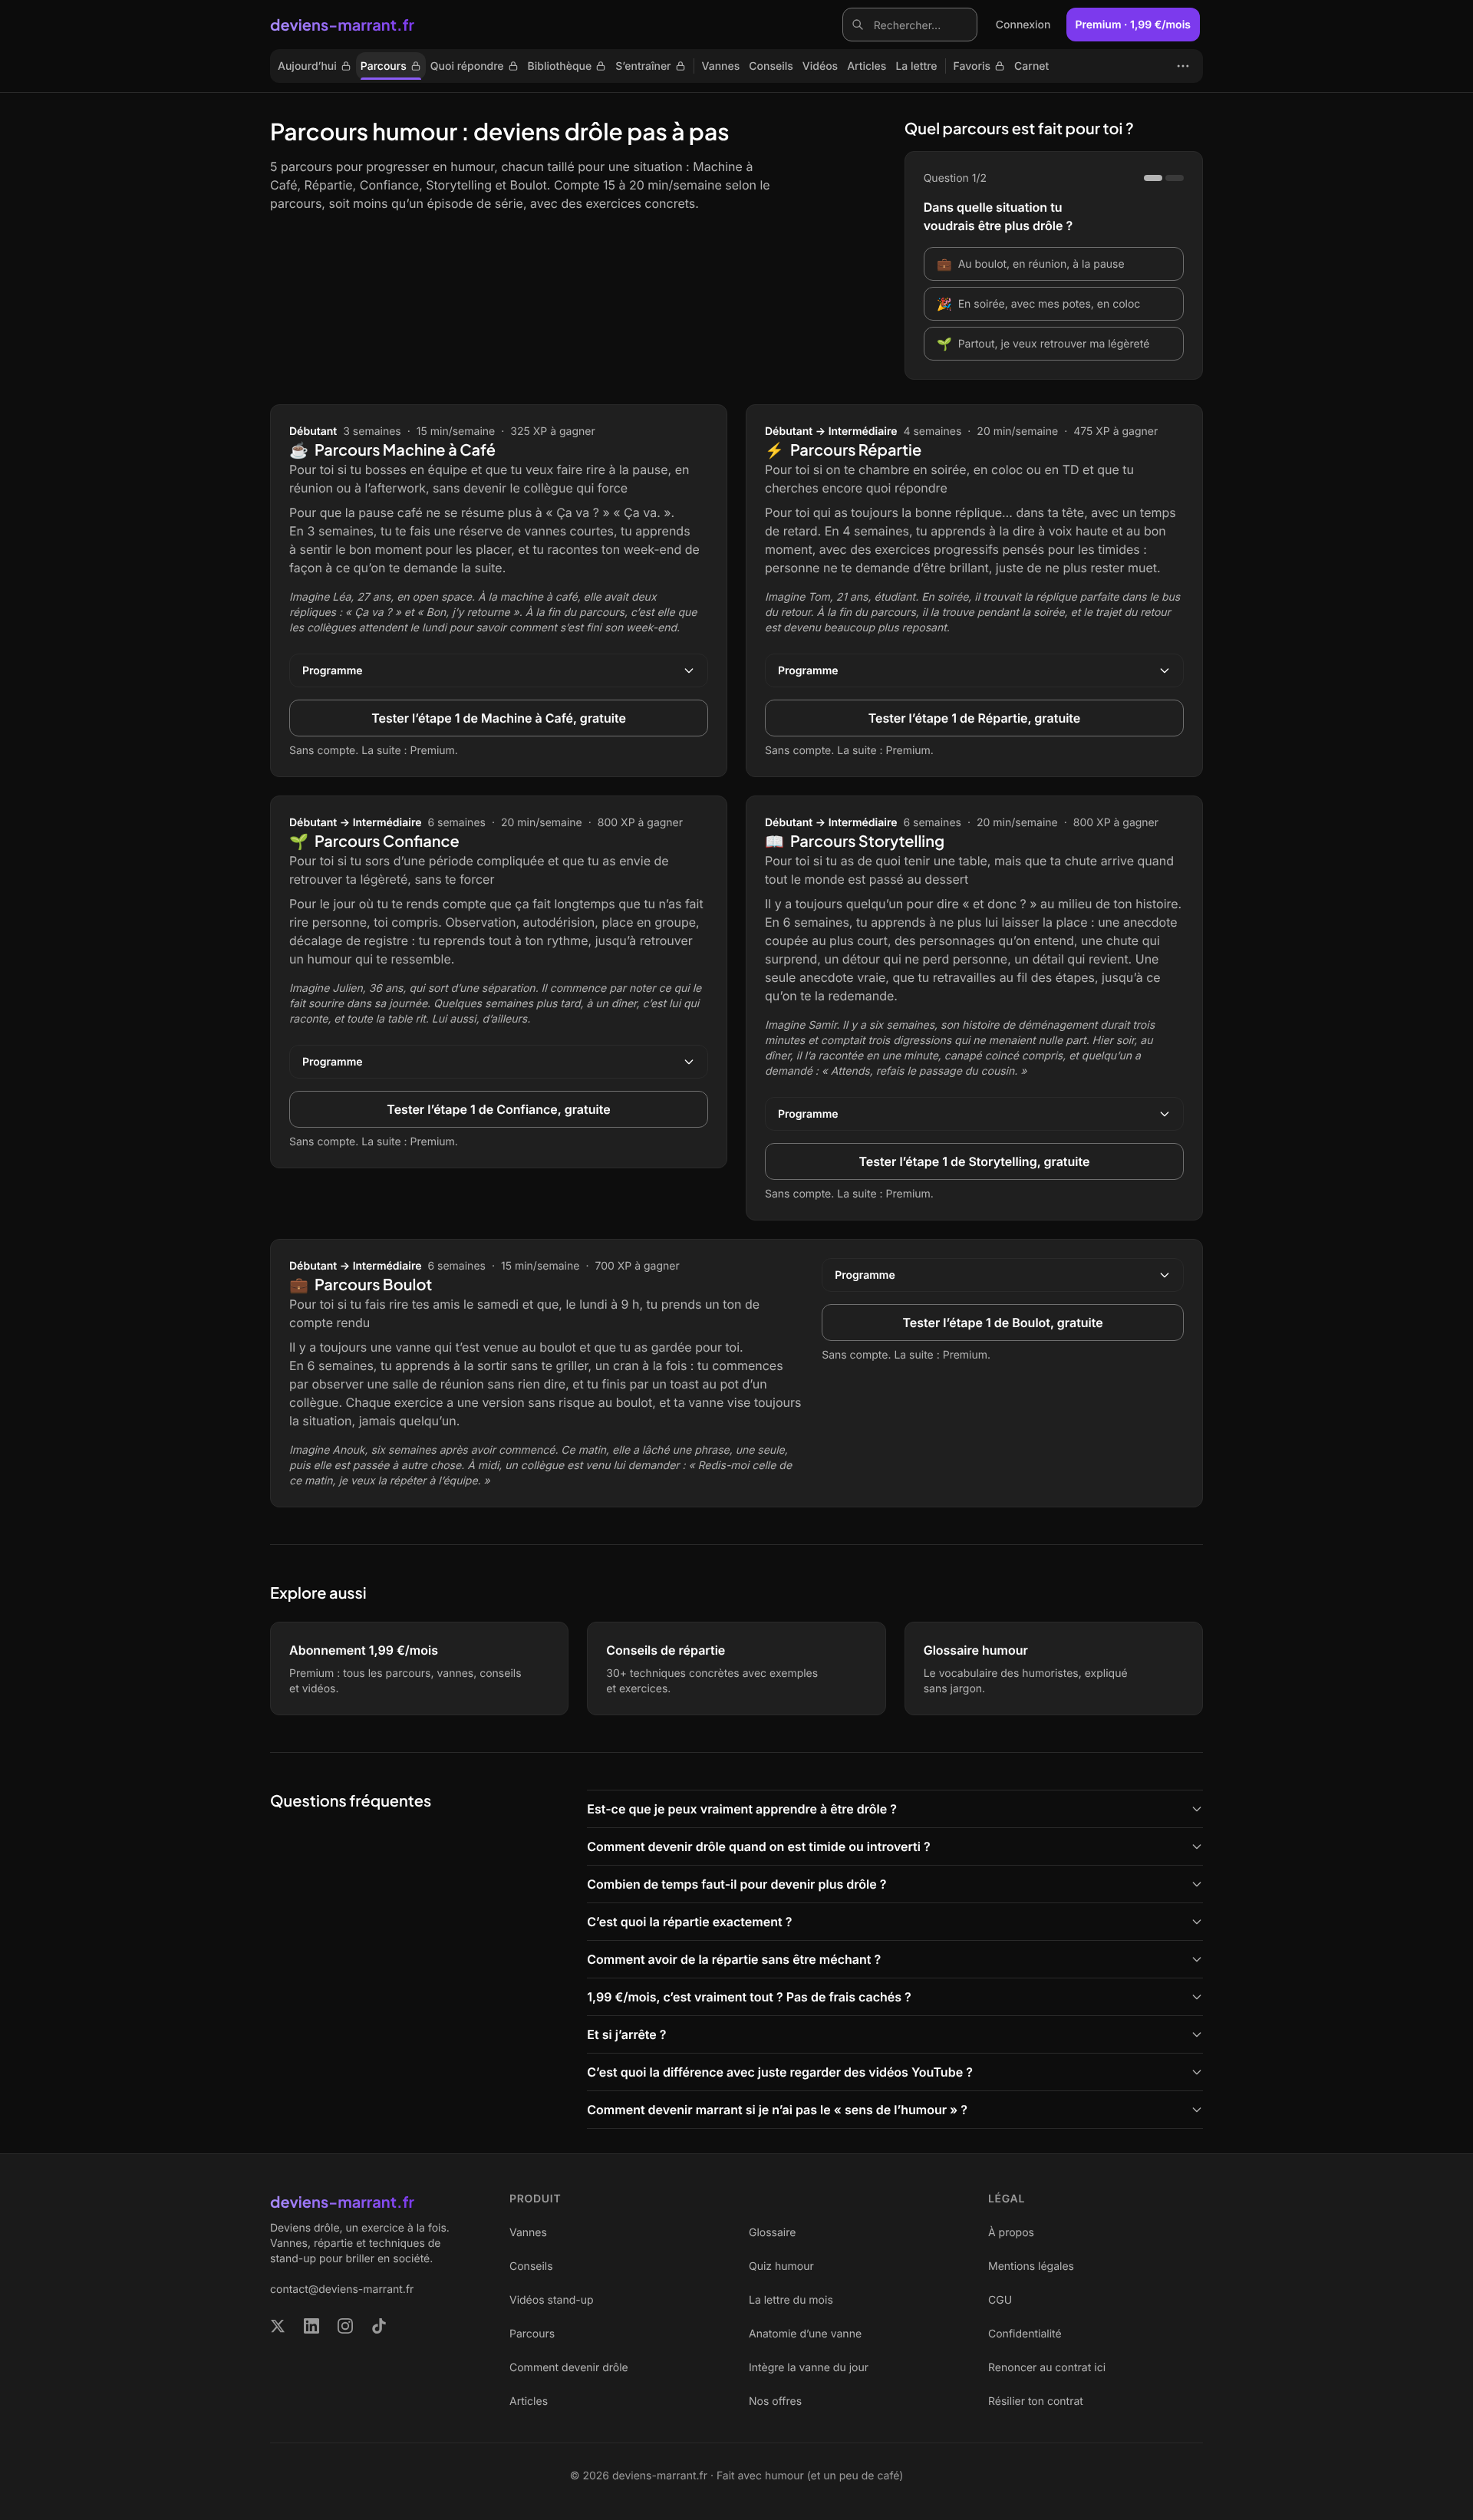 deviens-marrant.fr
Rechercher...
Connexion
Premium · 1,99 €/mois
Aujourd’hui
Parcours
Quoi répondre
Bibliothèque
S’entraîner
Vannes
Conseils
Vidéos
Articles
La lettre
Favoris
Carnet
Parcours humour : deviens drôle pas à pas
5 parcours pour progresser en humour, chacun taillé pour une situation : Machine à
Café, Répartie, Confiance, Storytelling et Boulot. Compte 15 à 20 min/semaine selon le
parcours, soit moins qu’un épisode de série, avec des exercices concrets.
Quel parcours est fait pour toi ?
Question 1/2
Dans quelle situation tu
voudrais être plus drôle ?
Au boulot, en réunion, à la pause
En soirée, avec mes potes, en coloc
Partout, je veux retrouver ma légèreté
Débutant 3 semaines · 15 min/semaine · 325 XP à gagner
Parcours Machine à Café
Pour toi si tu bosses en équipe et que tu veux faire rire à la pause, en
réunion ou à l’afterwork, sans devenir le collègue qui force
Pour que la pause café ne se résume plus à « Ça va ? » « Ça va. ».
En 3 semaines, tu te fais une réserve de vannes courtes, tu apprends
à sentir le bon moment pour les placer, et tu racontes ton week-end de
façon à ce qu’on te demande la suite.
Imagine Léa, 27 ans, en open space. À la machine à café, elle avait deux
répliques : « Ça va ? » et « Bon, j’y retourne ». À la fin du parcours, c’est elle que
les collègues attendent le lundi pour savoir comment s’est fini son week-end.
Programme
Tester l’étape 1 de Machine à Café, gratuite
Sans compte. La suite : Premium.
Débutant → Intermédiaire 4 semaines · 20 min/semaine · 475 XP à gagner
Parcours Répartie
Pour toi si on te chambre en soirée, en coloc ou en TD et que tu
cherches encore quoi répondre
Pour toi qui as toujours la bonne réplique… dans ta tête, avec un temps
de retard. En 4 semaines, tu apprends à la dire à voix haute et au bon
moment, avec des exercices progressifs pensés pour les timides :
personne ne te demande d’être brillant, juste de ne plus rester muet.
Imagine Tom, 21 ans, étudiant. En soirée, il trouvait la réplique parfaite dans le bus
du retour. À la fin du parcours, il la trouve pendant la soirée, et le trajet du retour
est devenu beaucoup plus reposant.
Programme
Tester l’étape 1 de Répartie, gratuite
Sans compte. La suite : Premium.
Débutant → Intermédiaire 6 semaines · 20 min/semaine · 800 XP à gagner
Parcours Confiance
Pour toi si tu sors d’une période compliquée et que tu as envie de
retrouver ta légèreté, sans te forcer
Pour le jour où tu te rends compte que ça fait longtemps que tu n’as fait
rire personne, toi compris. Observation, autodérision, place en groupe,
décalage de registre : tu reprends tout à ton rythme, jusqu’à retrouver
un humour qui te ressemble.
Imagine Julien, 36 ans, qui sort d’une séparation. Il commence par noter ce qui le
fait sourire dans sa journée. Quelques semaines plus tard, à un dîner, c’est lui qui
raconte, et toute la table rit. Lui aussi, d’ailleurs.
Programme
Tester l’étape 1 de Confiance, gratuite
Sans compte. La suite : Premium.
Débutant → Intermédiaire 6 semaines · 20 min/semaine · 800 XP à gagner
Parcours Storytelling
Pour toi si tu as de quoi tenir une table, mais que ta chute arrive quand
tout le monde est passé au dessert
Il y a toujours quelqu’un pour dire « et donc ? » au milieu de ton histoire.
En 6 semaines, tu apprends à ne plus lui laisser la place : une anecdote
coupée au plus court, des personnages qu’on entend, une chute qui
surprend, un détour qui ne perd personne, un détail qui revient. Une
seule anecdote vraie, que tu retravailles au fil des étapes, jusqu’à ce
qu’on te la redemande.
Imagine Samir. Il y a six semaines, son histoire de déménagement durait trois
minutes et comptait trois digressions qui ne menaient nulle part. Hier soir, au
dîner, il l’a racontée en une minute, canapé coincé compris, et quelqu’un a
demandé : « Attends, refais le passage du cousin. »
Programme
Tester l’étape 1 de Storytelling, gratuite
Sans compte. La suite : Premium.
Débutant → Intermédiaire 6 semaines · 15 min/semaine · 700 XP à gagner
Parcours Boulot
Pour toi si tu fais rire tes amis le samedi et que, le lundi à 9 h, tu prends un ton de
compte rendu
Il y a toujours une vanne qui t’est venue au boulot et que tu as gardée pour toi.
En 6 semaines, tu apprends à la sortir sans te griller, un cran à la fois : tu commences
par observer une salle de réunion sans rien dire, et tu finis par un toast au pot d’un
collègue. Chaque exercice a une version sans risque au boulot, et ta vanne vise toujours
la situation, jamais quelqu’un.
Imagine Anouk, six semaines après avoir commencé. Ce matin, elle a lâché une phrase, une seule,
puis elle est passée à autre chose. À midi, un collègue est venu lui demander : « Redis-moi celle de
ce matin, je veux la répéter à l’équipe. »
Programme
Tester l’étape 1 de Boulot, gratuite
Sans compte. La suite : Premium.
Explore aussi
Abonnement 1,99 €/mois
Premium : tous les parcours, vannes, conseils
et vidéos.
Conseils de répartie
30+ techniques concrètes avec exemples
et exercices.
Glossaire humour
Le vocabulaire des humoristes, expliqué
sans jargon.
Questions fréquentes
Est-ce que je peux vraiment apprendre à être drôle ?
Comment devenir drôle quand on est timide ou introverti ?
Combien de temps faut-il pour devenir plus drôle ?
C’est quoi la répartie exactement ?
Comment avoir de la répartie sans être méchant ?
1,99 €/mois, c’est vraiment tout ? Pas de frais cachés ?
Et si j’arrête ?
C’est quoi la différence avec juste regarder des vidéos YouTube ?
Comment devenir marrant si je n’ai pas le « sens de l’humour » ?
deviens-marrant.fr
Deviens drôle, un exercice à la fois.
Vannes, répartie et techniques de
stand-up pour briller en société.
contact@deviens-marrant.fr
PRODUIT
Vannes
Conseils
Vidéos stand-up
Parcours
Comment devenir drôle
Articles
Glossaire
Quiz humour
La lettre du mois
Anatomie d’une vanne
Intègre la vanne du jour
Nos offres
LÉGAL
À propos
Mentions légales
CGU
Confidentialité
Renoncer au contrat ici
Résilier ton contrat
© 2026 deviens-marrant.fr · Fait avec humour (et un peu de café)